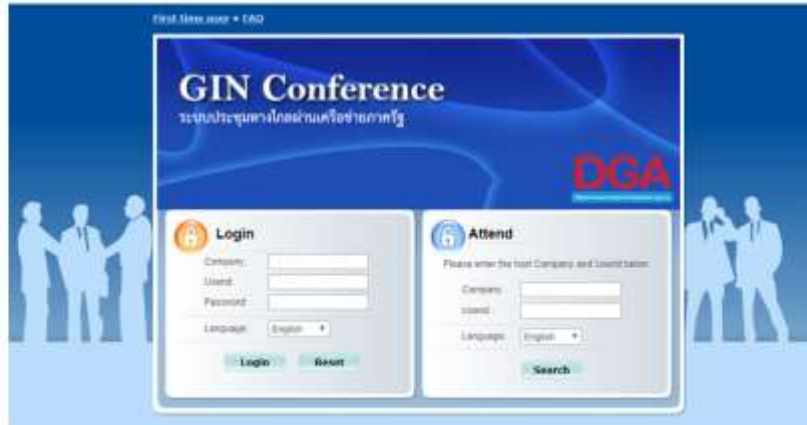 First time user • FAQ
GIN Conference
ระบบประชุมทางไกลผ่านเครือข่ายภาครัฐ
DGA
Login
Company:
Userid:
Password:
Language: English
Login Reset
Attend
Please enter the host Company and Userid below.
Company:
Userid:
Language: English
Search